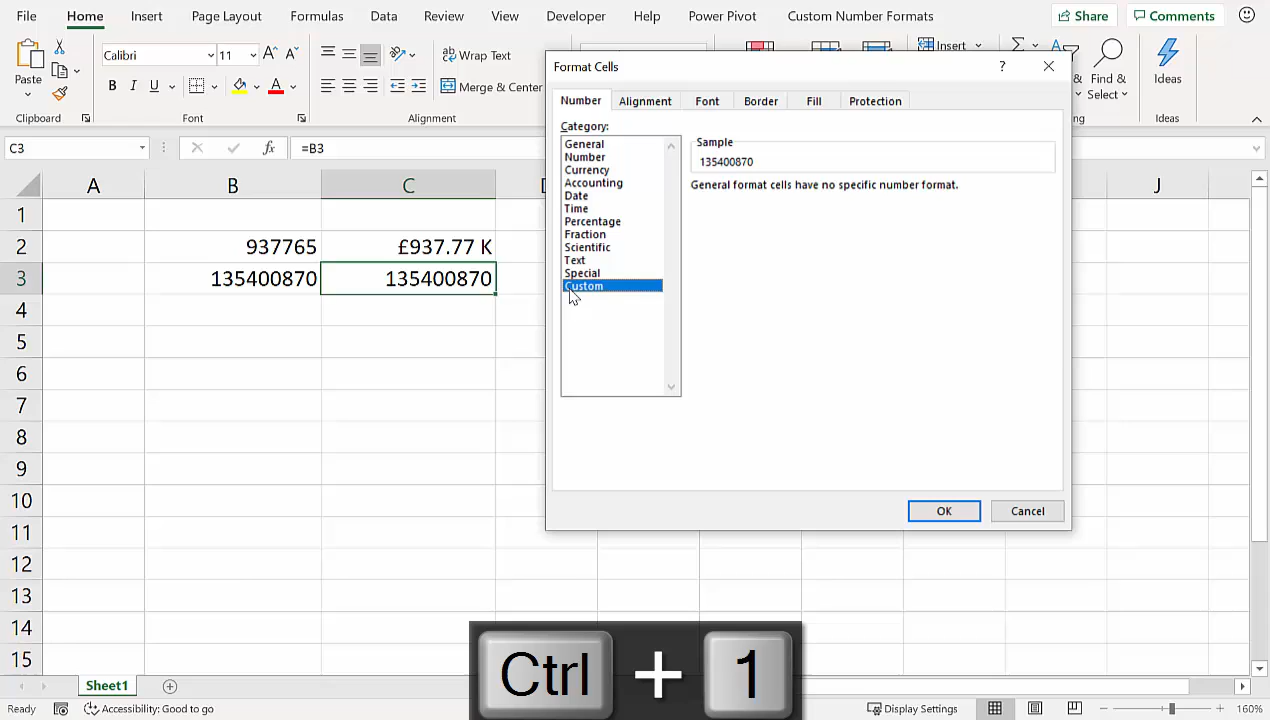 File Home Insert Page Layout Formulas Data Review View Developer Help Power Pivot Custom Number Formats Share Comments
Calibri 11 A A Wrap Text Insert
Paste B I U A Merge & Center Find & Select Ideas
Clipboard Font Alignment Ideas
C3 fx =B3
A B C J
1
2 937765 £937.77 K
3 135400870 135400870
4
5
6
7
8
9
10
11
12
13
14
15
Format Cells ?
Number Alignment Font Border Fill Protection
Category:
General
Number
Currency
Accounting
Date
Time
Percentage
Fraction
Scientific
Text
Special
Custom
Sample
135400870
General format cells have no specific number format.
OK Cancel
Ctrl + 1
Sheet1
Ready Accessibility: Good to go Display Settings 160%